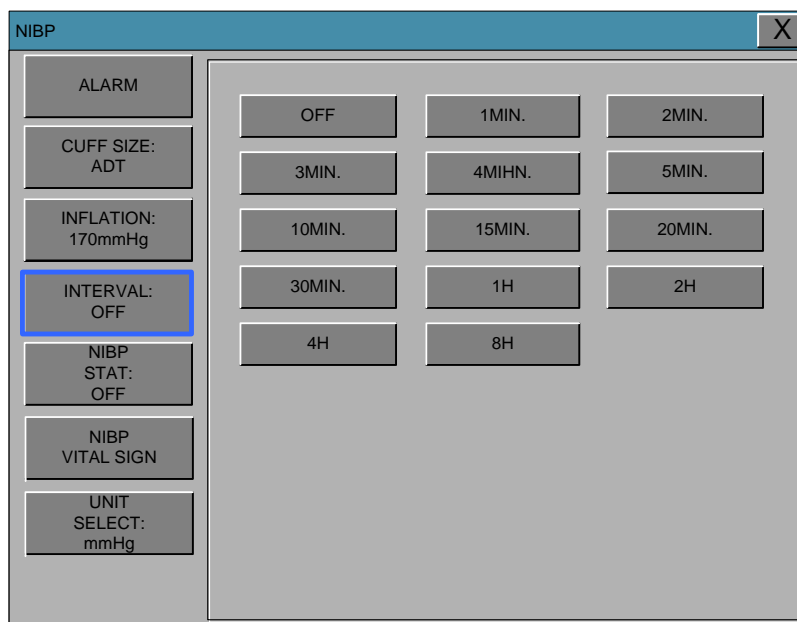 NIBP
X
ALARM
CUFF SIZE:
ADT
INFLATION:
170mmHg
INTERVAL:
OFF
NIBP
STAT:
OFF
NIBP
VITAL SIGN
UNIT
SELECT:
mmHg
OFF
1MIN.
2MIN.
3MIN.
4MIHN.
5MIN.
10MIN.
15MIN.
20MIN.
30MIN.
1H
2H
4H
8H